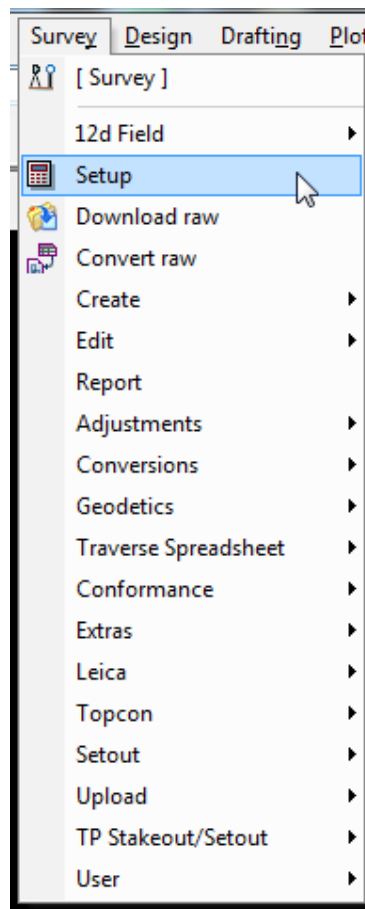 Survey Design Drafting Plot
[ Survey ]
12d Field
Setup
Download raw
Convert raw
Create
Edit
Report
Adjustments
Conversions
Geodetics
Traverse Spreadsheet
Conformance
Extras
Leica
Topcon
Setout
Upload
TP Stakeout/Setout
User